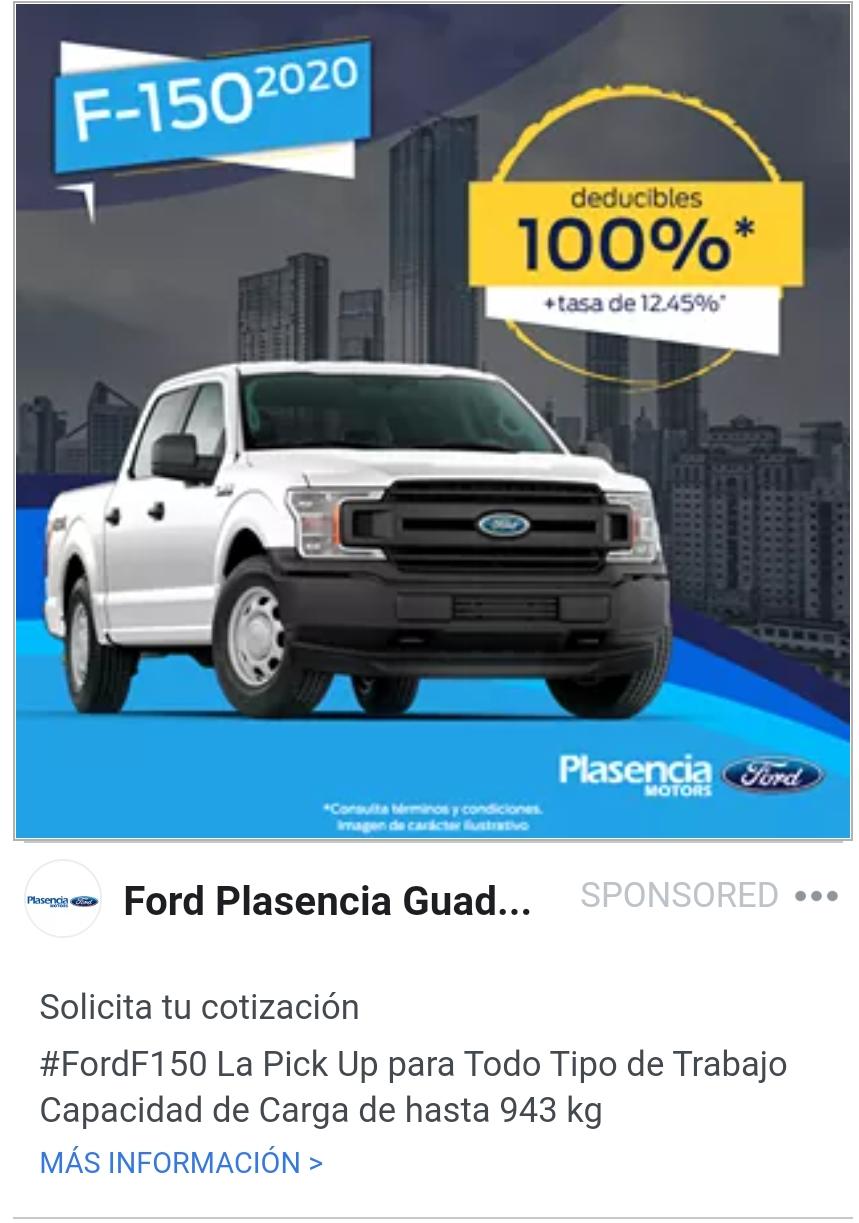 F-150 2020
deducibles
100%*
+tasa de 12.45%*
Ford
Plasencia
MOTORS
Ford
*Consulta términos y condiciones.
Imagen de carácter ilustrativo
Plasencia
MOTORS
Ford
Ford Plasencia Guad...
SPONSORED
Solicita tu cotización
#FordF150 La Pick Up para Todo Tipo de Trabajo
Capacidad de Carga de hasta 943 kg
MÁS INFORMACIÓN >